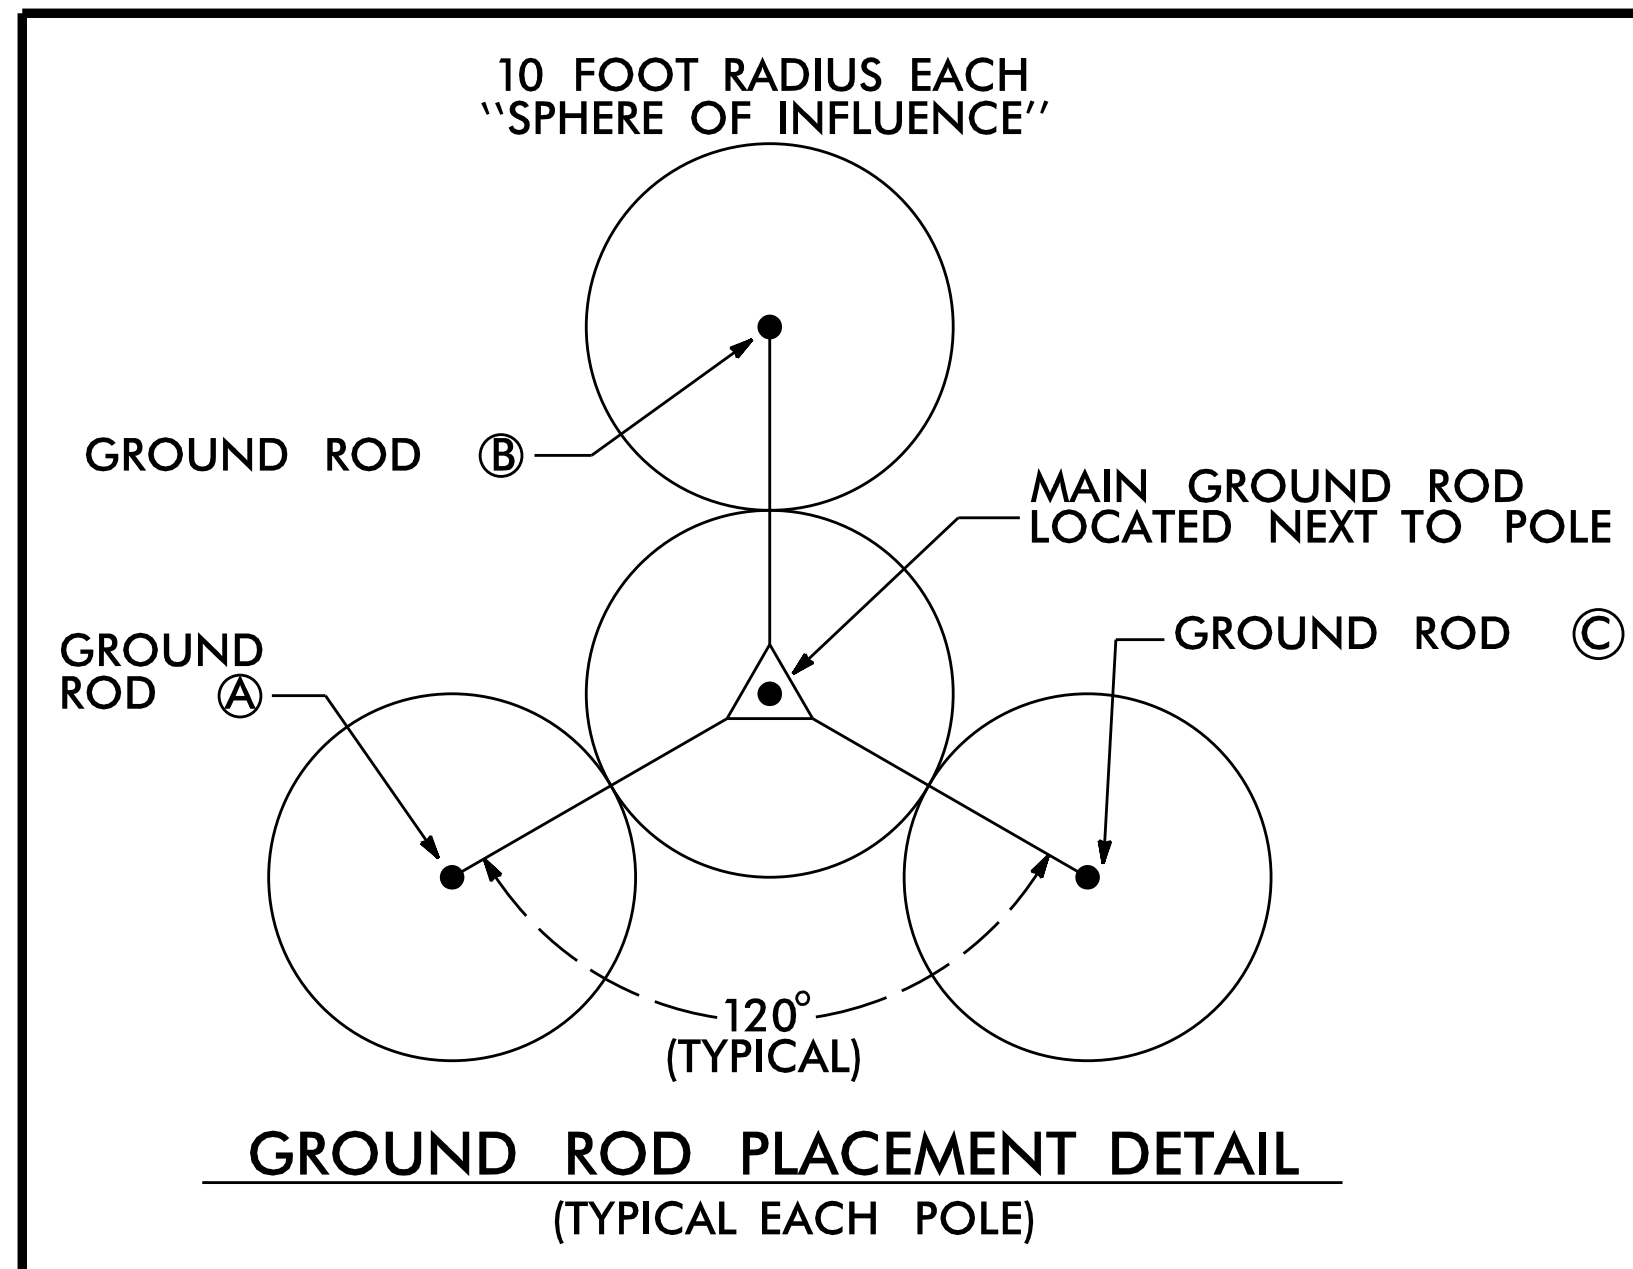 10 FOOT RADIUS EACH
‵‵SPHERE OF INFLUENCE′′
GROUND ROD Ⓑ
MAIN GROUND ROD
LOCATED NEXT TO POLE
GROUND ROD Ⓒ
GROUND
ROD Ⓐ
120°
(TYPICAL)
GROUND ROD PLACEMENT DETAIL
(TYPICAL EACH POLE)